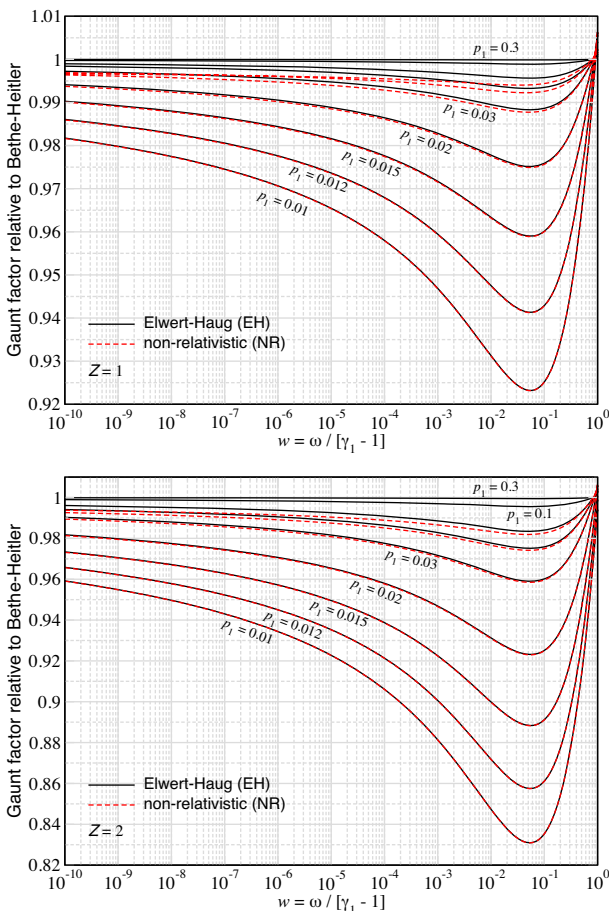 1.01
1
0.99
0.98
0.97
0.96
0.95
0.94
0.93
0.92
Gaunt factor relative to Bethe-Heitler
p₁ = 0.3
p₁ = 0.03
p₁ = 0.02
p₁ = 0.015
p₁ = 0.012
p₁ = 0.01
Elwert-Haug (EH)
non-relativistic (NR)
Z = 1
10⁻¹⁰ 10⁻⁹ 10⁻⁸ 10⁻⁷ 10⁻⁶ 10⁻⁵ 10⁻⁴ 10⁻³ 10⁻² 10⁻¹ 10⁰
w = ω / [γ₁ - 1]
1
0.98
0.96
0.94
0.92
0.9
0.88
0.86
0.84
0.82
Gaunt factor relative to Bethe-Heitler
p₁ = 0.3
p₁ = 0.1
p₁ = 0.03
p₁ = 0.02
p₁ = 0.015
p₁ = 0.012
p₁ = 0.01
Elwert-Haug (EH)
non-relativistic (NR)
Z = 2
10⁻¹⁰ 10⁻⁹ 10⁻⁸ 10⁻⁷ 10⁻⁶ 10⁻⁵ 10⁻⁴ 10⁻³ 10⁻² 10⁻¹ 10⁰
w = ω / [γ₁ - 1]